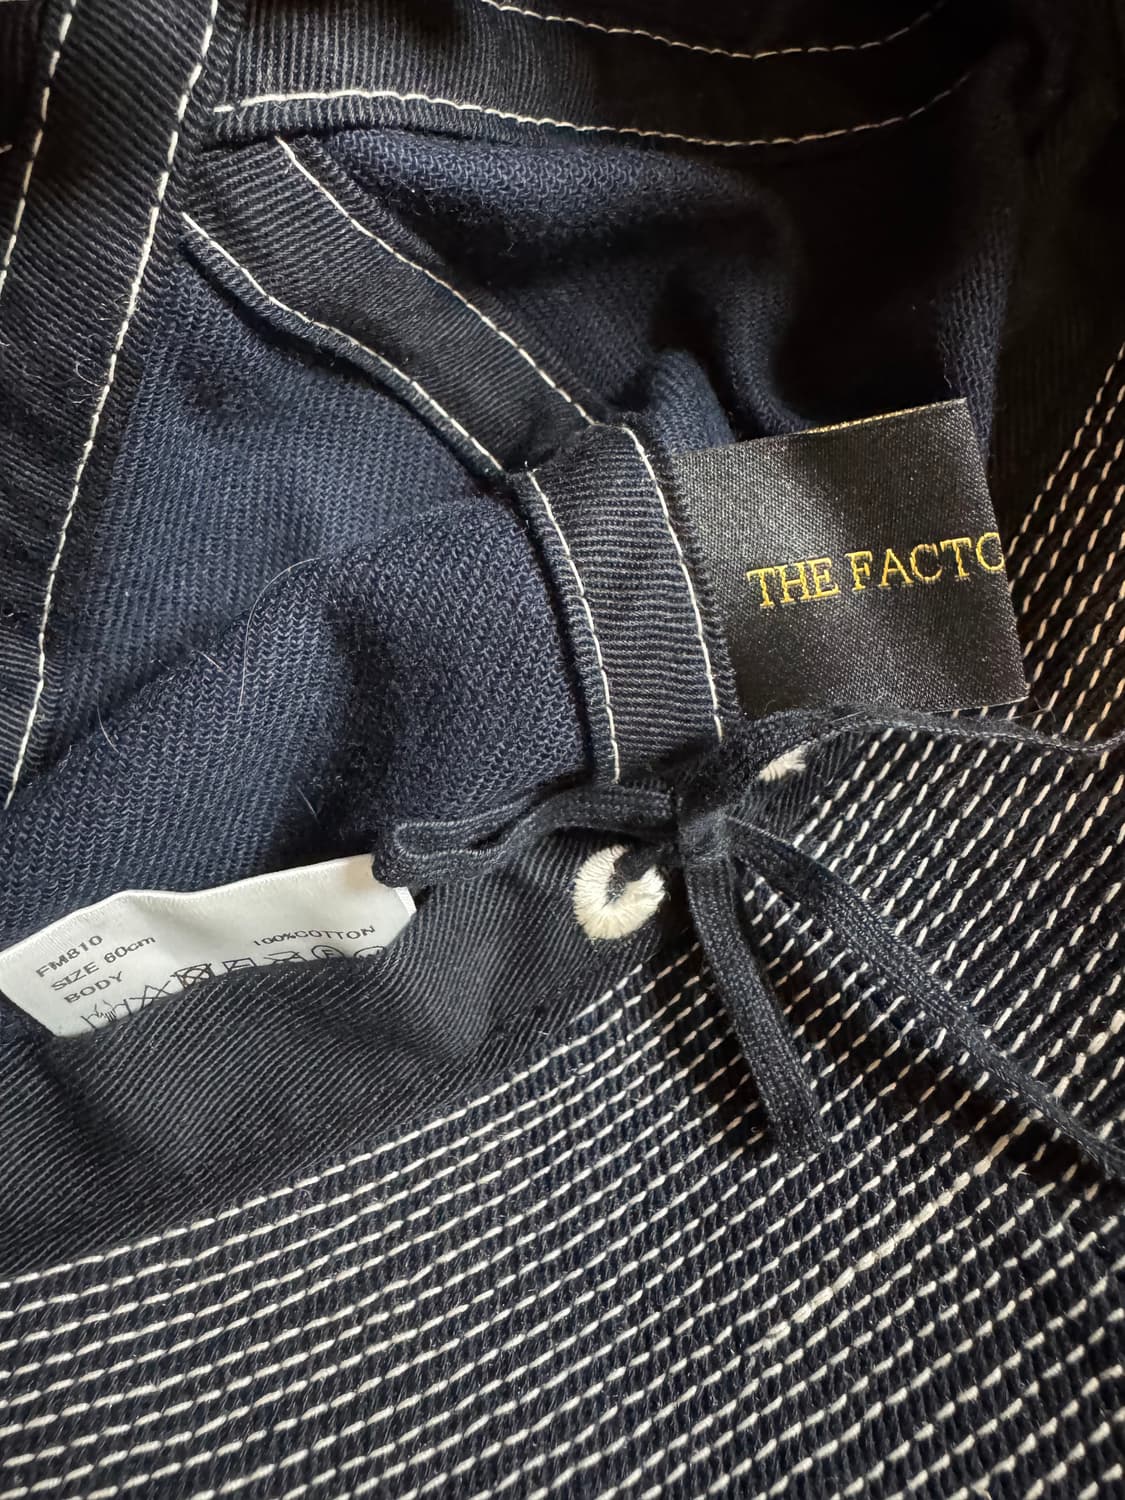 THE FACTO
FM810
SIZE 60cm
BODY
100%COTTON